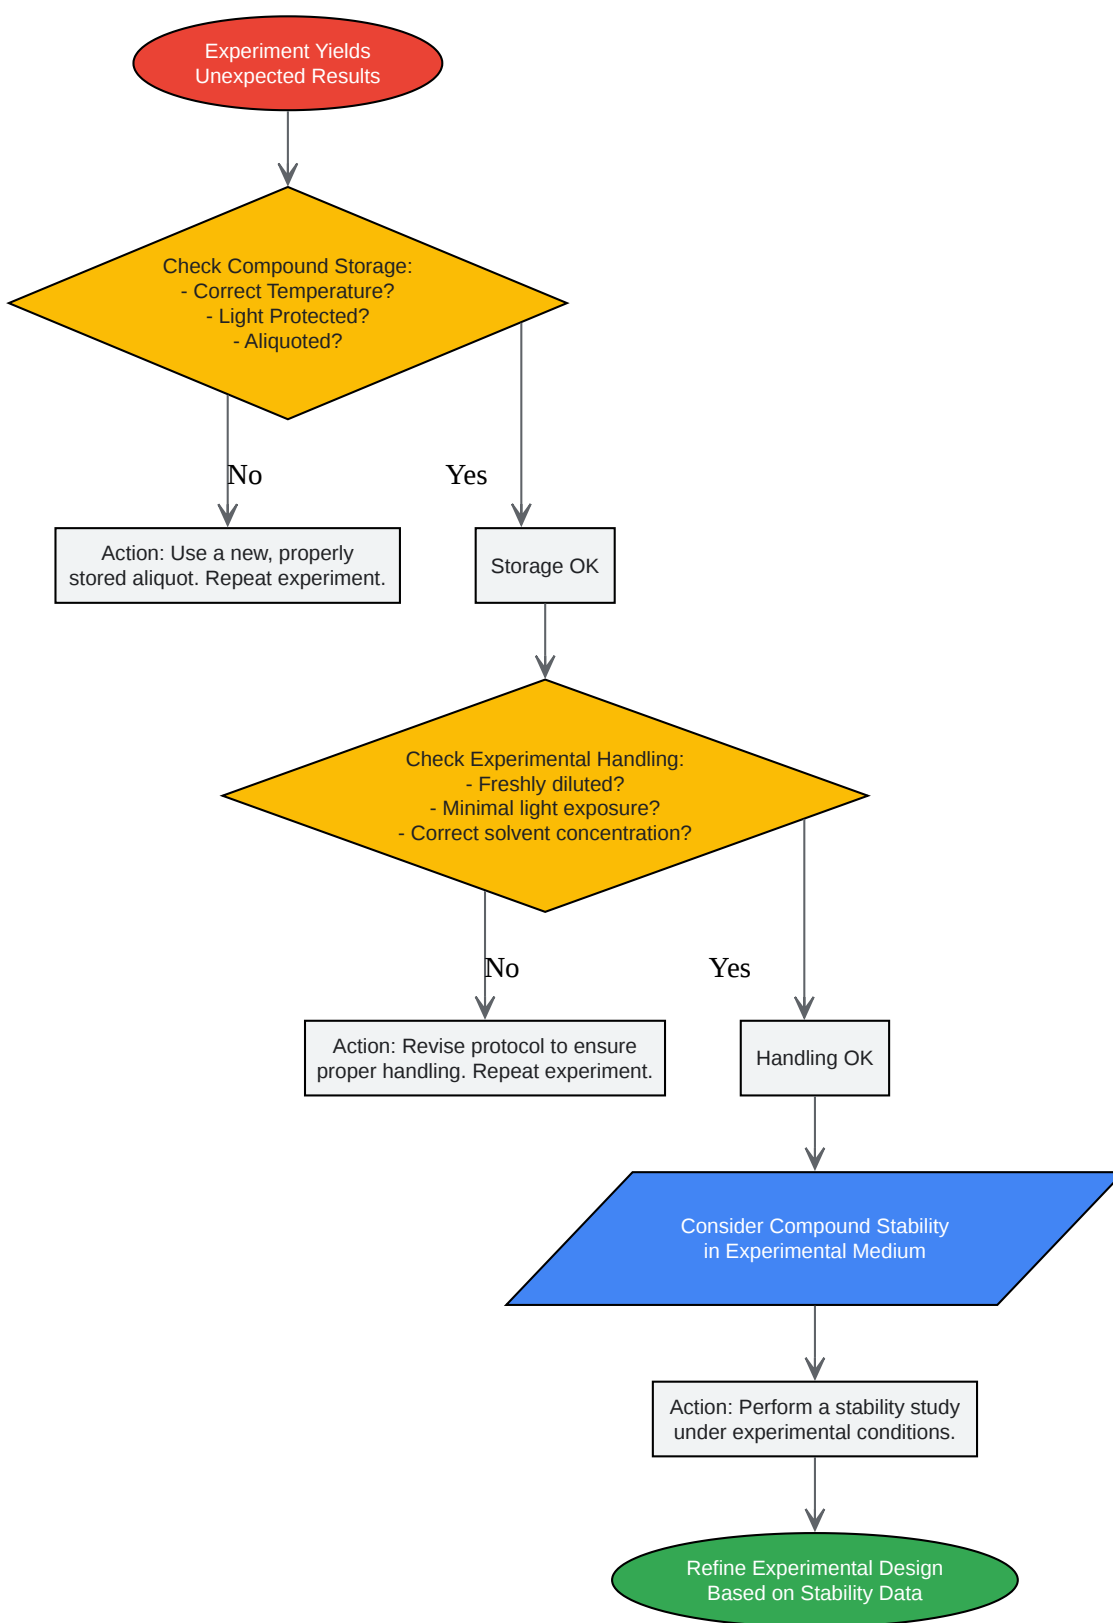 Experiment Yields
Unexpected Results
Check Compound Storage:
- Correct Temperature?
- Light Protected?
- Aliquoted?
No
Yes
Action: Use a new, properly
stored aliquot. Repeat experiment.
Storage OK
Check Experimental Handling:
- Freshly diluted?
- Minimal light exposure?
- Correct solvent concentration?
No
Yes
Action: Revise protocol to ensure
proper handling. Repeat experiment.
Handling OK
Consider Compound Stability
in Experimental Medium
Action: Perform a stability study
under experimental conditions.
Refine Experimental Design
Based on Stability Data